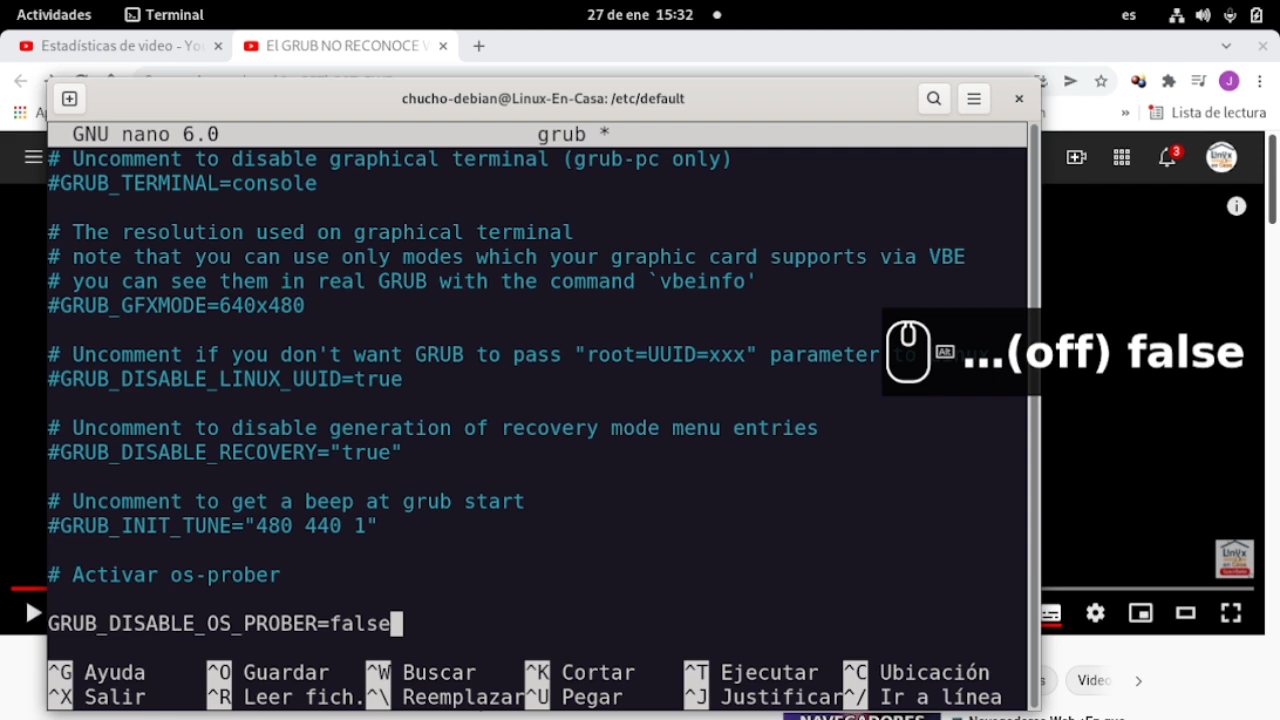 Actividades Terminal 27 de ene 15:32 es
Estadísticas de video - You El GRUB NO RECONOCE W
Lista de lectura
chucho-debian@Linux-En-Casa: /etc/default
GNU nano 6.0 grub *
# Uncomment to disable graphical terminal (grub-pc only)
#GRUB_TERMINAL=console
# The resolution used on graphical terminal
# note that you can use only modes which your graphic card supports via VBE
# you can see them in real GRUB with the command `vbeinfo'
#GRUB_GFXMODE=640x480
# Uncomment if you don't want GRUB to pass "root=UUID=xxx" parameter to Linux
...(off) false
#GRUB_DISABLE_LINUX_UUID=true
# Uncomment to disable generation of recovery mode menu entries
#GRUB_DISABLE_RECOVERY="true"
# Uncomment to get a beep at grub start
#GRUB_INIT_TUNE="480 440 1"
# Activar os-prober
GRUB_DISABLE_OS_PROBER=false
^G Ayuda ^O Guardar ^W Buscar ^K Cortar ^T Ejecutar ^C Ubicación
^X Salir ^R Leer fich. ^\ Reemplazar ^U Pegar ^J Justificar ^/ Ir a línea
Video
NAVEGADORES